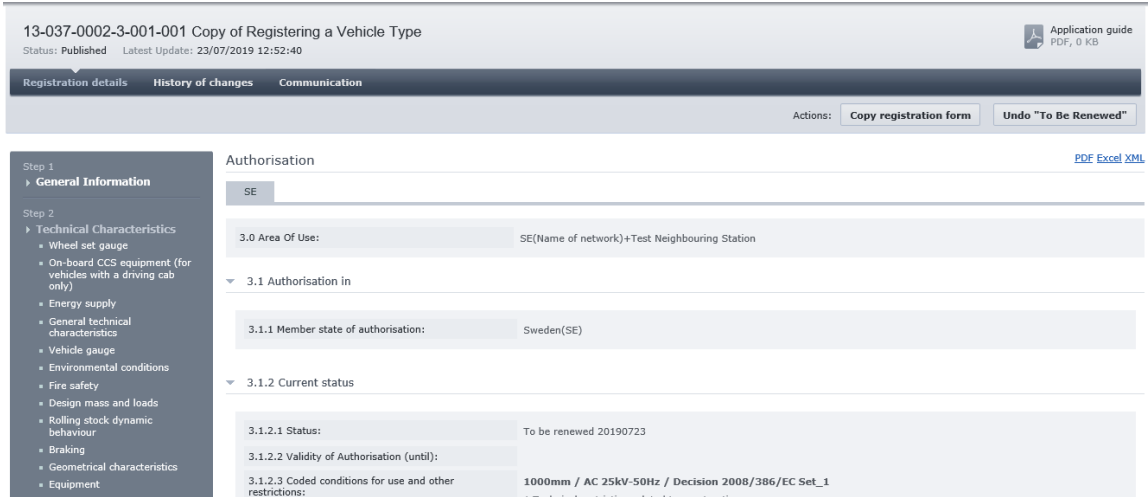 13-037-0002-3-001-001 Copy of Registering a Vehicle Type
Status: Published Latest Update: 23/07/2019 12:52:40
Application guide
PDF, 0 KB
Registration details History of changes Communication
Actions: Copy registration form Undo "To Be Renewed"
Step 1
General Information
Step 2
Technical Characteristics
Wheel set gauge
On-board CCS equipment (for
vehicles with a driving cab
only)
Energy supply
General technical
characteristics
Vehicle gauge
Environmental conditions
Fire safety
Design mass and loads
Rolling stock dynamic
behaviour
Braking
Geometrical characteristics
Equipment
Authorisation
PDF Excel XML
SE
3.0 Area Of Use: SE(Name of network)+Test Neighbouring Station
3.1 Authorisation in
3.1.1 Member state of authorisation: Sweden(SE)
3.1.2 Current status
3.1.2.1 Status: To be renewed 20190723
3.1.2.2 Validity of Authorisation (until):
3.1.2.3 Coded conditions for use and other
restrictions:
1000mm / AC 25kV-50Hz / Decision 2008/386/EC Set_1